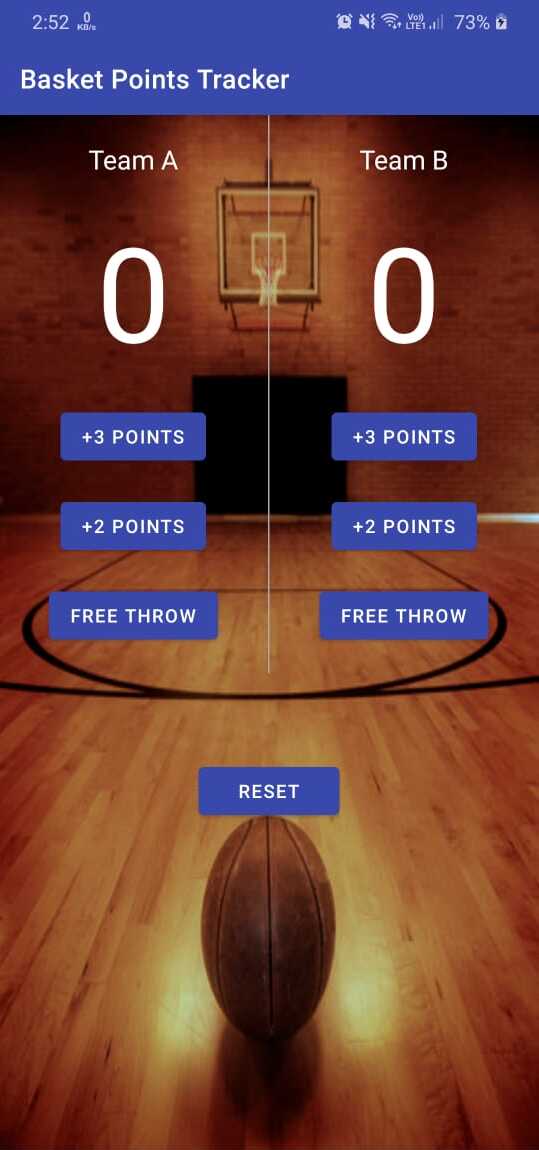 2:52 0 KB/s Vo)) LTE1 73%
Basket Points Tracker
Team A Team B
0 0
+3 POINTS +3 POINTS
+2 POINTS +2 POINTS
FREE THROW FREE THROW
RESET